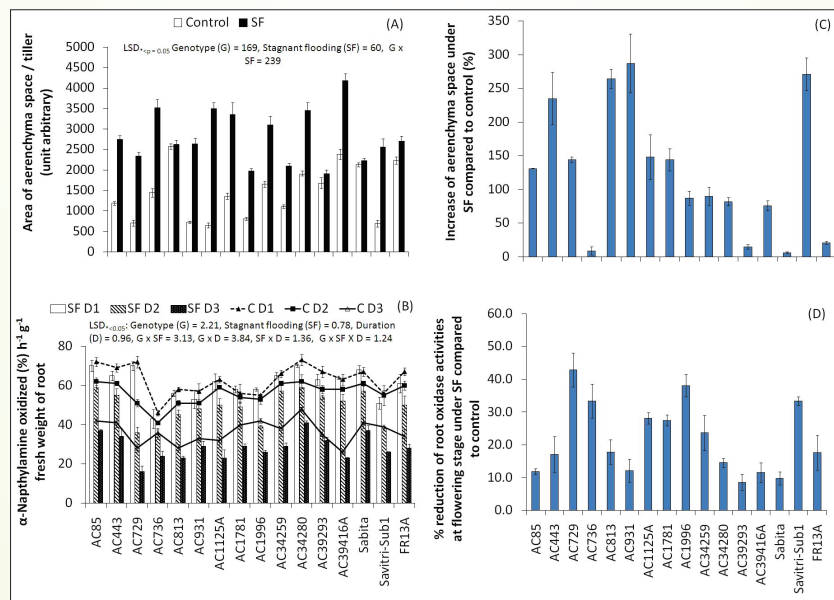 Control SF
(A)
LSD*<p = 0.05 Genotype (G) = 169, Stagnant flooding (SF) = 60, G x
SF = 239
Area of aerenchyma space / tiller
(unit arbitrary)
5000
4500
4000
3500
3000
2500
2000
1500
1000
500
0
(C)
Increase of aerenchyma space under
SF compared to control (%)
350
300
250
200
150
100
50
0
SF D1 SF D2 SF D3 C D1 C D2 C D3
(B)
LSD*<0.05: Genotype (G) = 2.21, Stagnant flooding (SF) = 0.78, Duration
(D) = 0.96, G x SF = 3.13, G x D = 3.84, SF x D = 1.36, G x SF x D = 1.24
α-Napthylamine oxidized (%) h-1 g-1
fresh weight of root
80
60
40
20
0
AC85
AC443
AC729
AC736
AC813
AC931
AC1125A
AC1781
AC1996
AC34259
AC34280
AC39293
AC39416A
Sabita
Savitri-Sub1
FR13A
(D)
% reduction of root oxidase activities
at flowering stage under SF compared
to control
60.0
50.0
40.0
30.0
20.0
10.0
0.0
AC85
AC443
AC729
AC736
AC813
AC931
AC1125A
AC1781
AC1996
AC34259
AC34280
AC39293
AC39416A
Sabita
Savitri-Sub1
FR13A